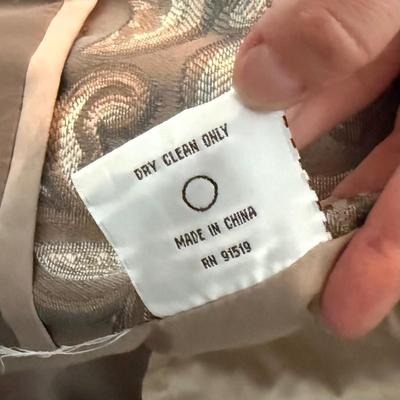 DRY CLEAN ONLY
MADE IN CHINA
RN 91519